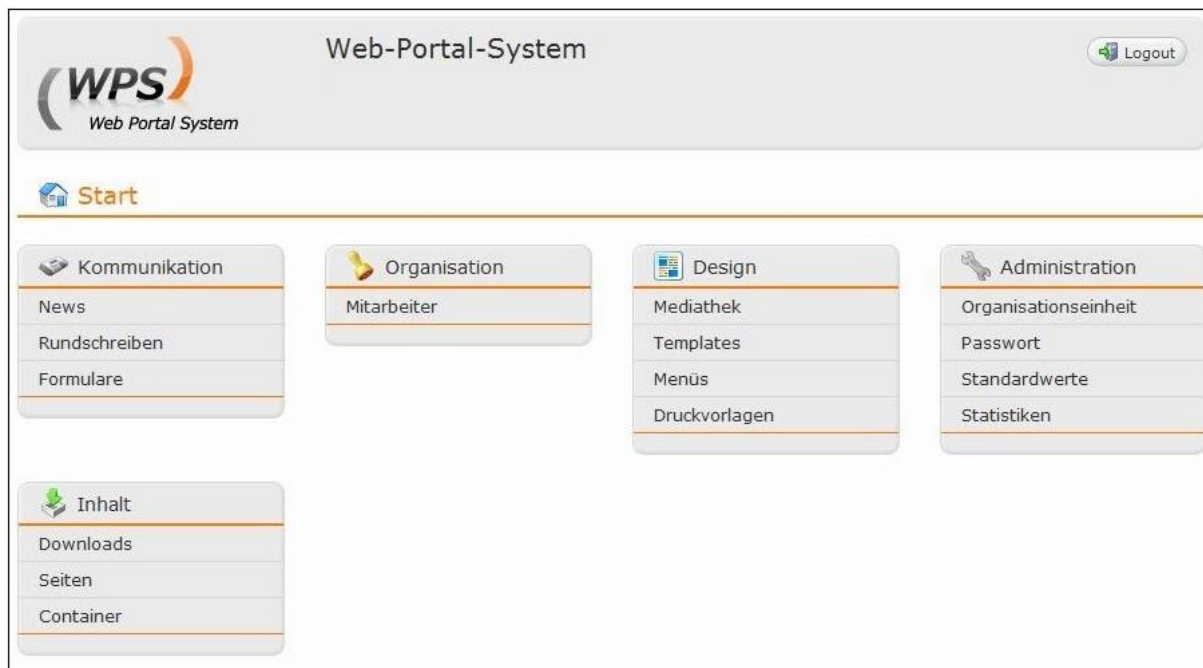 Web-Portal-System
Logout
(WPS)
Web Portal System
Start
Kommunikation
News
Rundschreiben
Formulare
Organisation
Mitarbeiter
Design
Mediathek
Templates
Menüs
Druckvorlagen
Administration
Organisationseinheit
Passwort
Standardwerte
Statistiken
Inhalt
Downloads
Seiten
Container